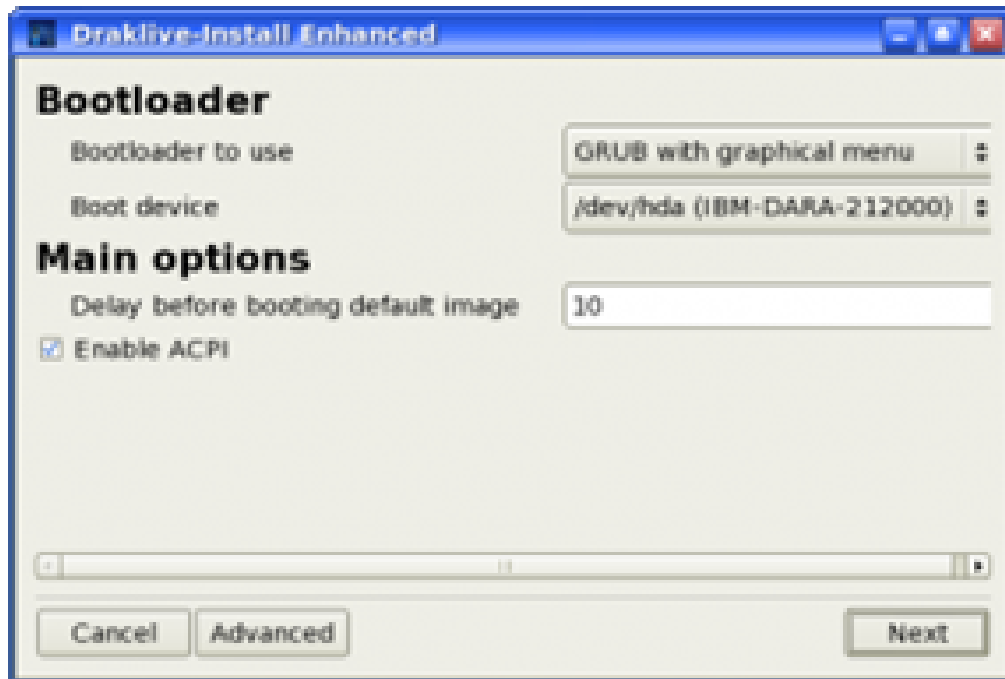 Draklive-Install Enhanced
Bootloader
Bootloader to use GRUB with graphical menu
Boot device /dev/hda (IBM-DARA-212000)
Main options
Delay before booting default image 10
Enable ACPI
Cancel Advanced Next